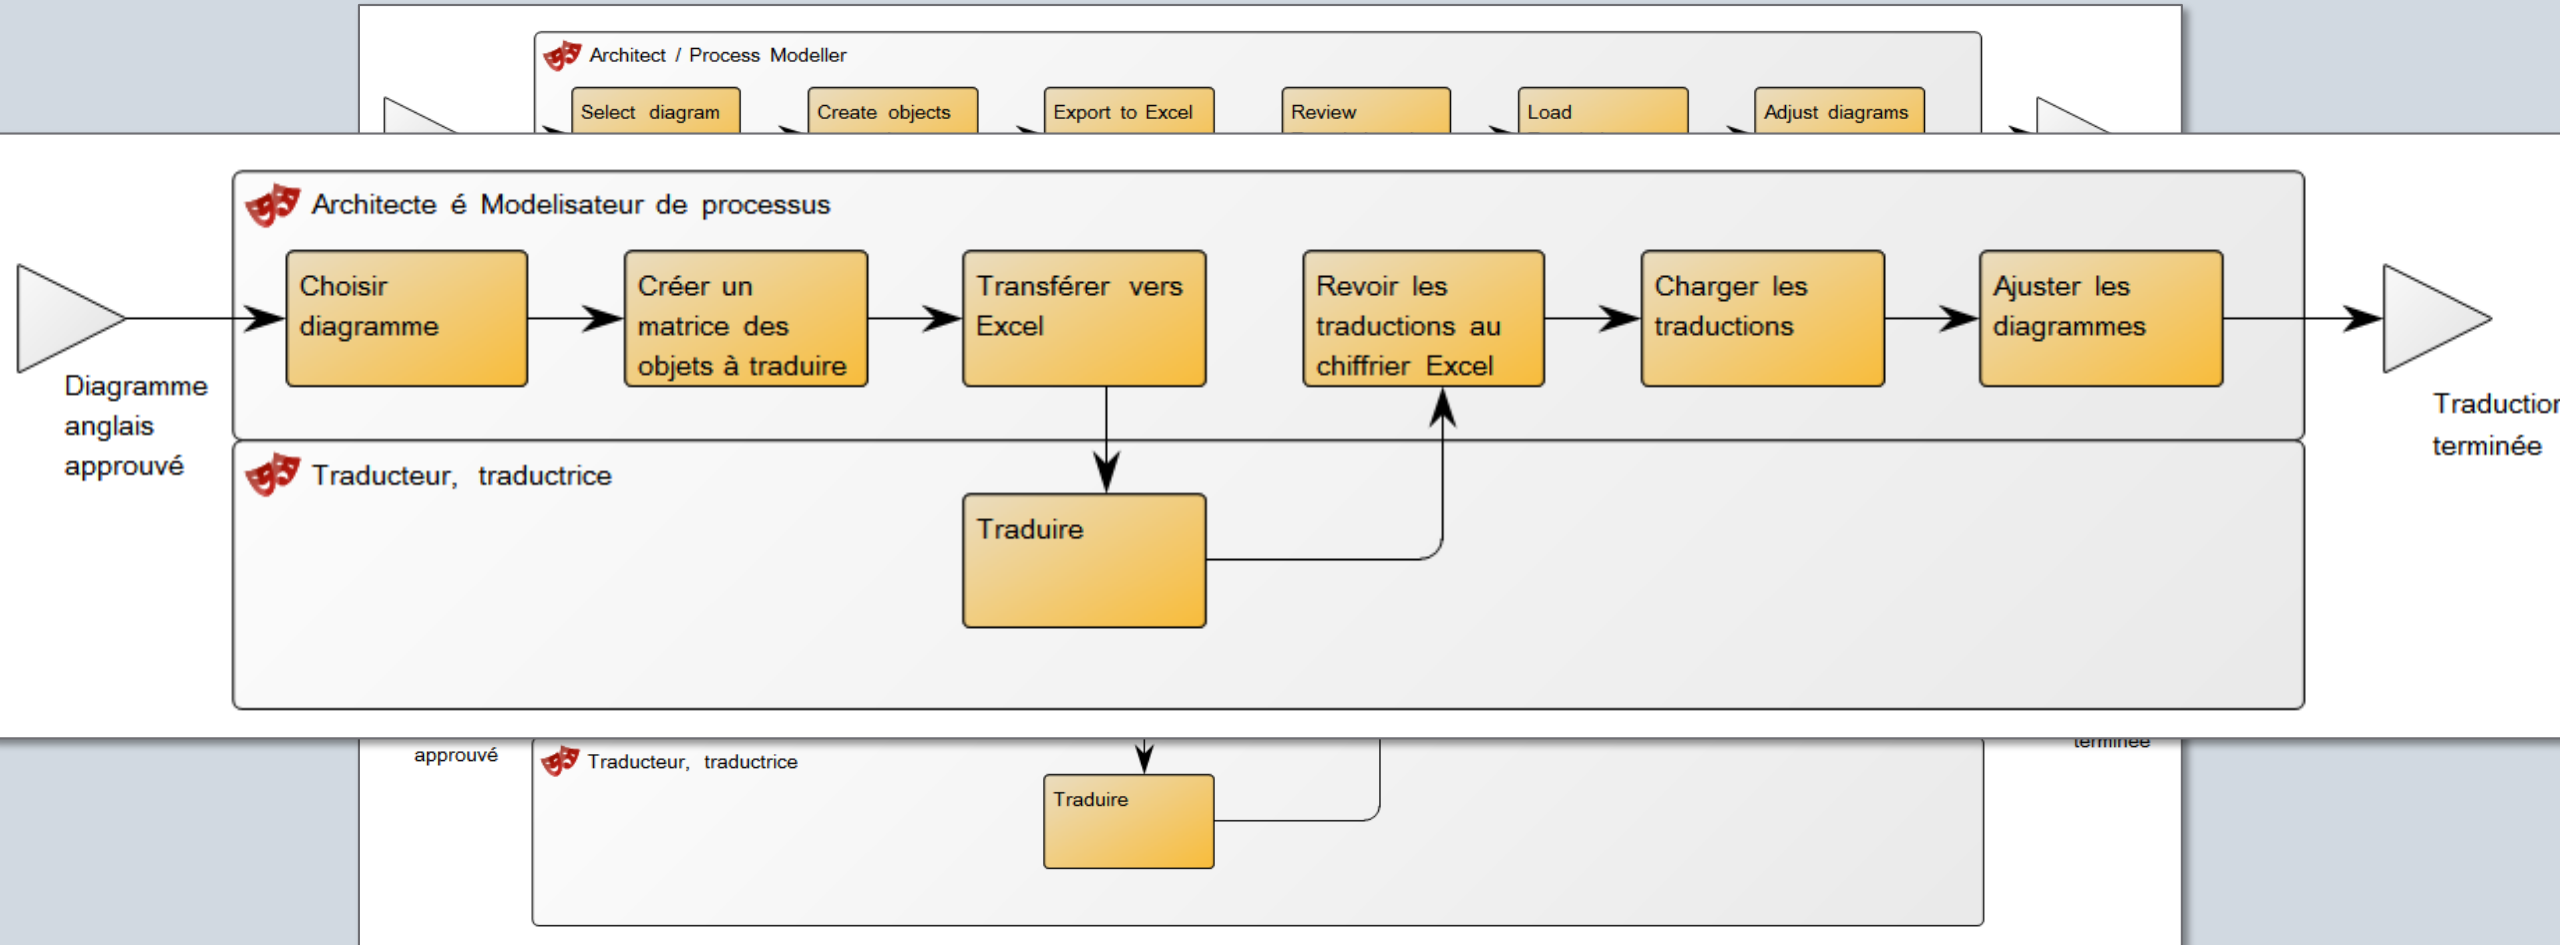 Architect / Process Modeller
Select diagram
Create objects
Export to Excel
Review
Load
Adjust diagrams
Architecte é Modelisateur de processus
Choisir
diagramme
Créer un
matrice des
objets à traduire
Transférer vers
Excel
Revoir les
traductions au
chiffrier Excel
Charger les
traductions
Ajuster les
diagrammes
Diagramme
anglais
approuvé
Traduction
terminée
Traducteur, traductrice
Traduire
approuvé
Traducteur, traductrice
terminée
Traduire